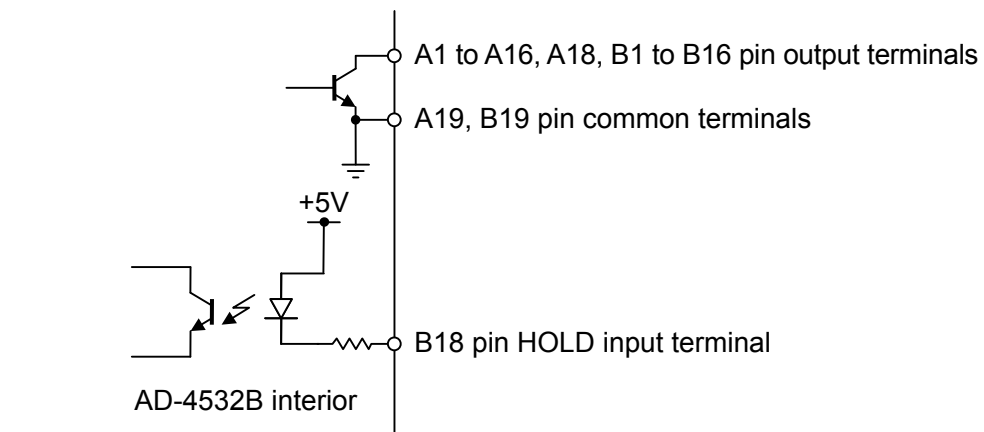 A1 to A16, A18, B1 to B16 pin output terminals
A19, B19 pin common terminals
+5V
B18 pin HOLD input terminal
AD-4532B interior